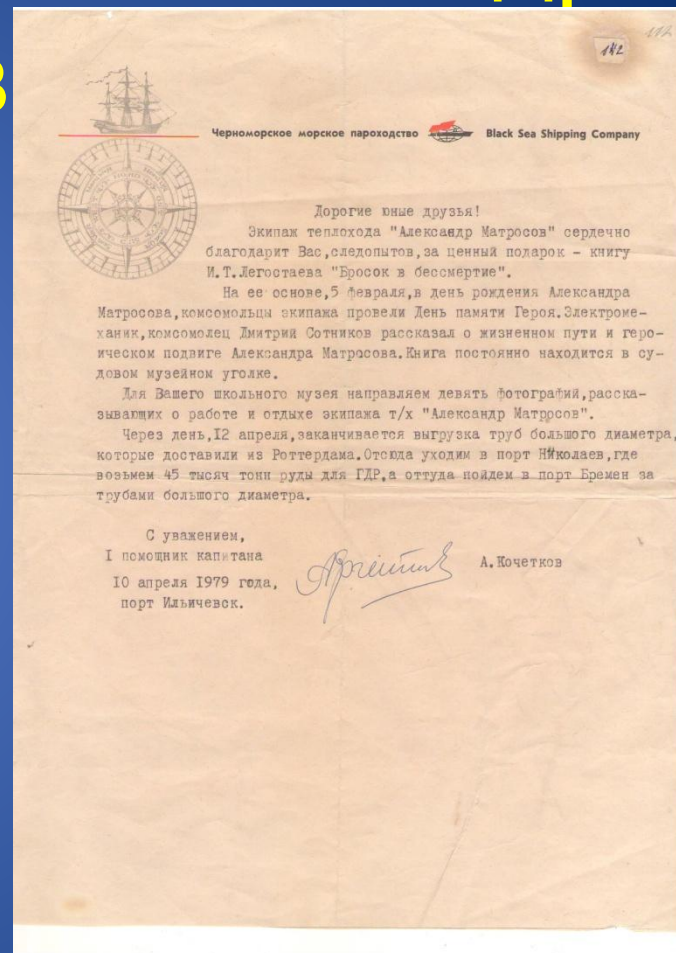 142
Черноморское морское пароходство Black Sea Shipping Company
Дорогие юные друзья!
Экипаж теплохода "Александр Матросов" сердечно
благодарит Вас,следопытов,за ценный подарок - книгу
И.Т.Легостаева "Бросок в бессмертие".
На ее основе,5 февраля,в день рождения Александра
Матросова,комсомольцы экипажа провели День памяти Героя.Электроме-
ханик,комсомолец Дмитрий Сотников рассказал о жизненном пути и геро-
ическом подвиге Александра Матросова.Книга постоянно находится в су-
довом музейном уголке.
Для Вашего школьного музея направляем девять фотографий,расска-
зывающих о работе и отдыхе экипажа т/х "Александр Матросов".
Через день,12 апреля,заканчивается выгрузка труб большого диаметра,
которые доставили из Роттердама.Отсюда уходим в порт Николаев,где
возьмем 45 тысяч тонн руды для ГДР,а оттуда пойдем в порт Бремен за
трубами большого диаметра.
С уважением,
I помощник капитана А.Кочетков
10 апреля 1979 года,
порт Ильичевск.